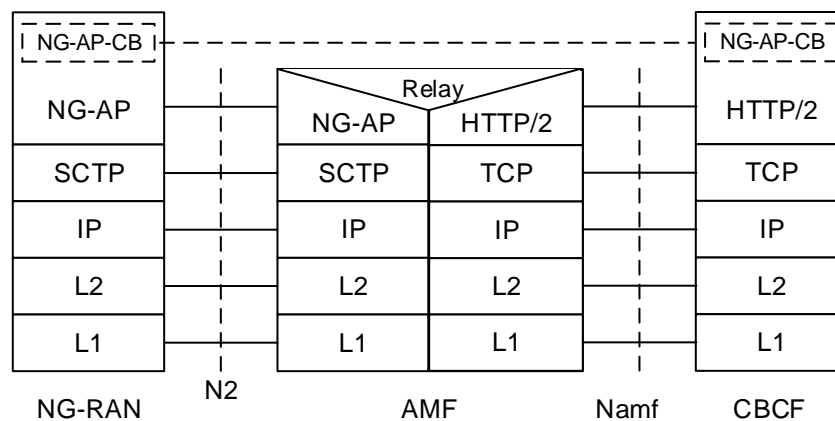 NG-AP-CB NG-AP-CB
Relay
NG-AP NG-AP HTTP/2 HTTP/2
SCTP SCTP TCP TCP
IP IP IP IP
L2 L2 L2 L2
L1 L1 L1 L1
N2
NG-RAN AMF Namf CBCF